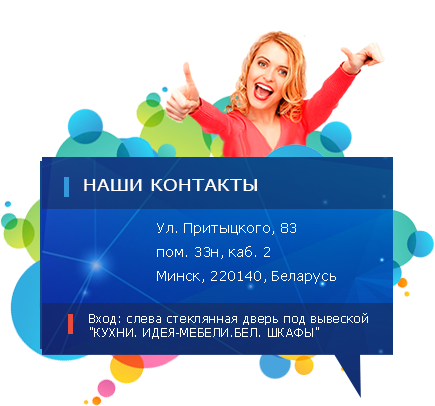 НАШИ КОНТАКТЫ
Ул. Притыцкого, 83
пом. 33н, каб. 2
Минск, 220140, Беларусь
Вход: слева стеклянная дверь под вывеской
"КУХНИ. ИДЕЯ-МЕБЕЛИ.БЕЛ. ШКАФЫ"